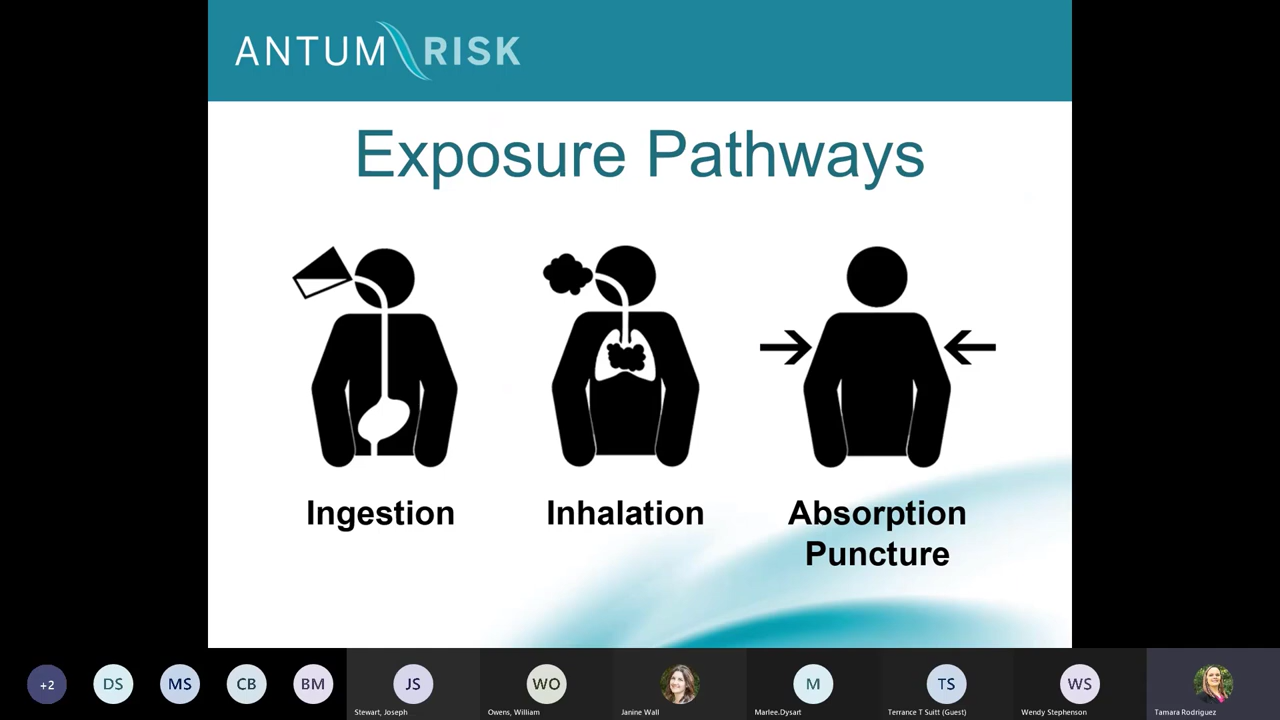 ANTUM RISK
Exposure Pathways
Ingestion
Inhalation
Absorption
Puncture
+2
DS
MS
CB
BM
JS
WO
M
TS
WS
Stewart, Joseph
Owens, William
Janine Wall
Marlee.Dysart
Terrance T Suitt (Guest)
Wendy Stephenson
Tamara Rodriguez